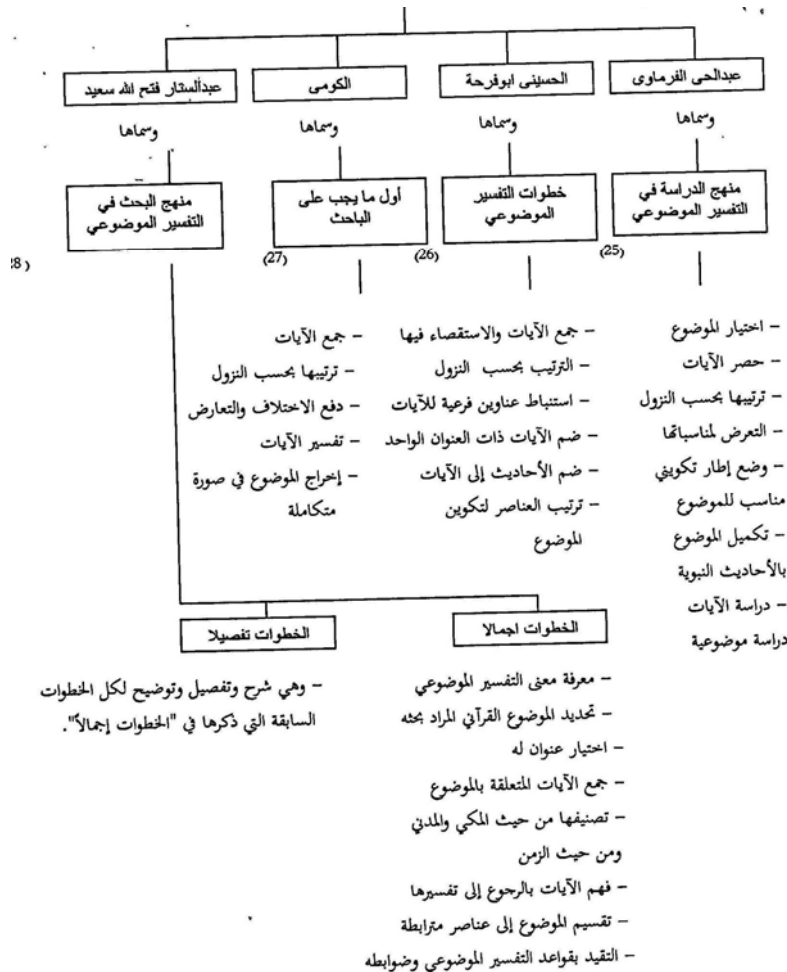 عبدالحى الفرماوى
الحسينى ابوفرحة
الكومى
عبدالستار فتح الله سعيد
وسماها
وسماها
وسماها
وسماها
منهج الدراسة في
التفسير الموضوعي
خطوات التفسير
الموضوعي
أول ما يجب على
الباحث
منهج البحث في
التفسير الموضوعي
(25)
(26)
(27)
8)
– اختيار الموضوع
– حصر الآيات
– ترتيبها بحسب النزول
– التعرض لمناسباتها
– وضع إطار تكويني
مناسب للموضوع
– تكميل الموضوع
بالأحاديث النبوية
– دراسة الآيات
دراسة موضوعية
– جمع الآيات والاستقصاء فيها
– الترتيب بحسب النزول
– استنباط عناوين فرعية للآيات
– ضم الآيات ذات العنوان الواحد
– ضم الأحاديث إلى الآيات
– ترتيب العناصر لتكوين
الموضوع
– جمع الآيات
– ترتيبها بحسب النزول
– دفع الاختلاف والتعارض
– تفسير الآيات
– إخراج الموضوع في صورة
متكاملة
الخطوات اجمالا
الخطوات تفصيلا
– معرفة معنى التفسير الموضوعي
– تحديد الموضوع القرآني المراد بحثه
– اختيار عنوان له
– جمع الآيات المتعلقة بالموضوع
– تصنيفها من حيث المكي والمدني
ومن حيث الزمن
– فهم الآيات بالرجوع إلى تفسيرها
– تقسيم الموضوع إلى عناصر مترابطة
– التقيد بقواعد التفسير الموضوعي وضوابطه
– وهي شرح وتفصيل وتوضيح لكل الخطوات
السابقة التي ذكرها في "الخطوات إجمالاً".